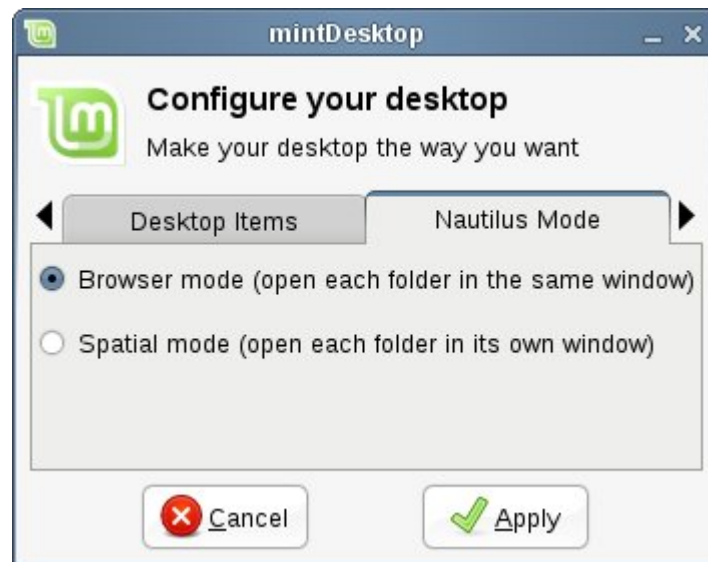 mintDesktop
Configure your desktop
Make your desktop the way you want
Desktop Items
Nautilus Mode
Browser mode (open each folder in the same window)
Spatial mode (open each folder in its own window)
Cancel
Apply